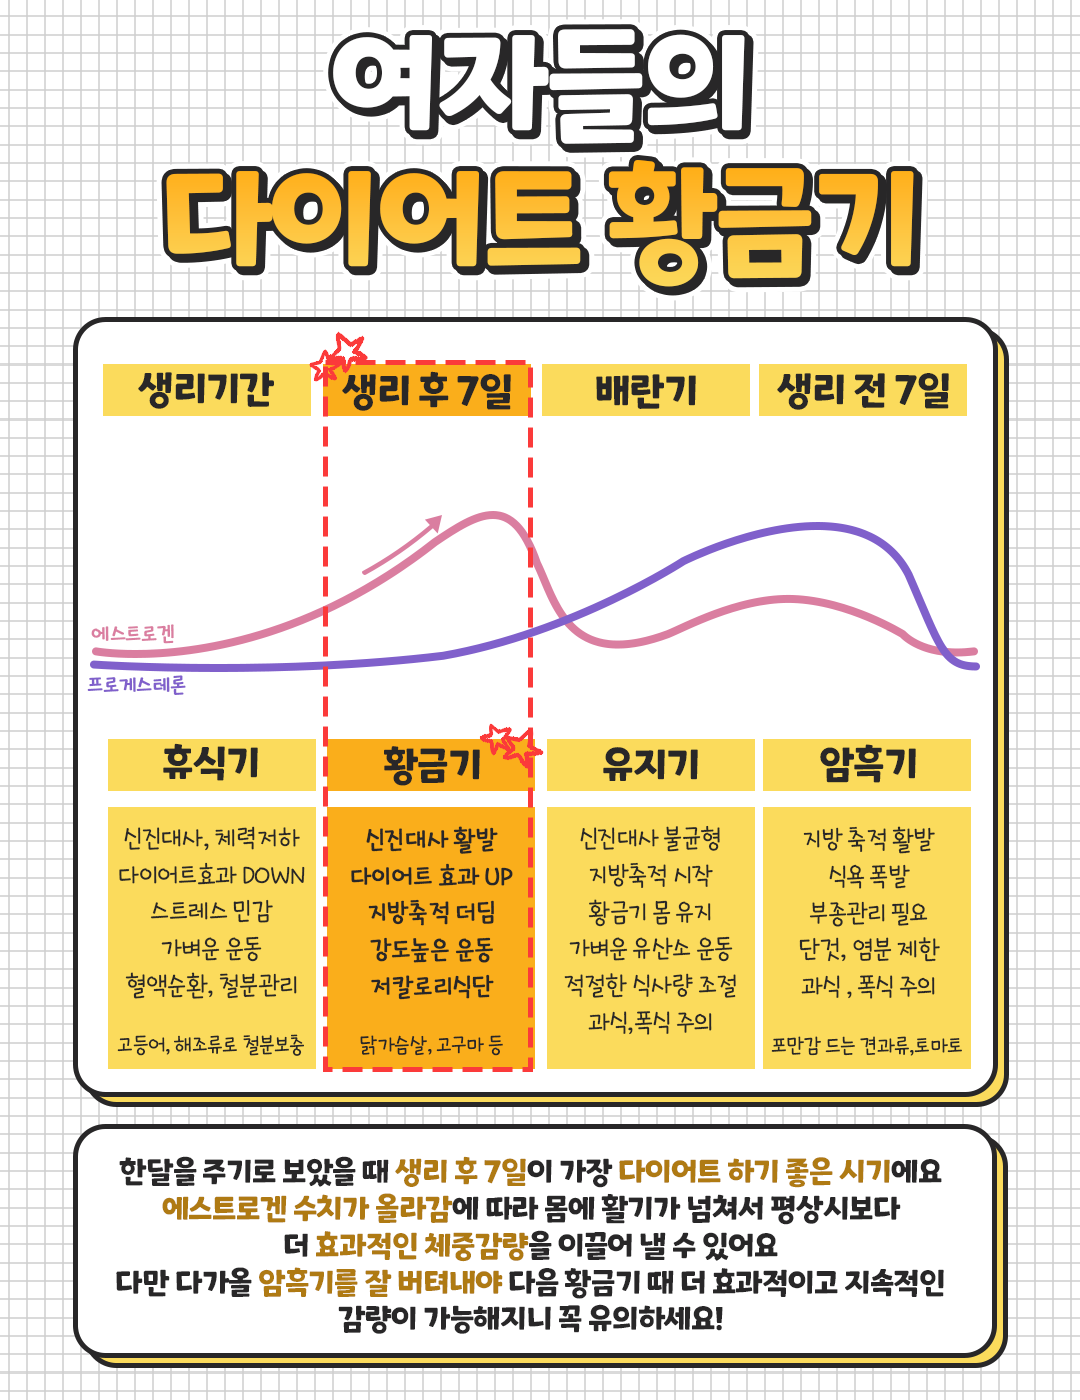 여자들의
다이어트 황금기
생리기간
생리 후 7일
배란기
생리 전 7일
에스트로겐
프로게스테론
휴식기
황금기
유지기
암흑기
신진대사, 체력저하
다이어트효과 DOWN
스트레스 민감
가벼운 운동
혈액순환, 철분관리
고등어, 해조류로 철분보충
신진대사 활발
다이어트 효과 UP
지방축적 더딤
강도높은 운동
저칼로리식단
닭가슴살, 고구마 등
신진대사 불균형
지방축적 시작
황금기 몸 유지
가벼운 유산소 운동
적절한 식사량 조절
과식,폭식 주의
지방 축적 활발
식욕 폭발
부종관리 필요
단것, 염분 제한
과식 , 폭식 주의
포만감 드는 견과류,토마토
한달을 주기로 보았을 때 생리 후 7일이 가장 다이어트 하기 좋은 시기에요
에스트로겐 수치가 올라감에 따라 몸에 활기가 넘쳐서 평상시보다
더 효과적인 체중감량을 이끌어 낼 수 있어요
다만 다가올 암흑기를 잘 버텨내야 다음 황금기 때 더 효과적이고 지속적인
감량이 가능해지니 꼭 유의하세요!